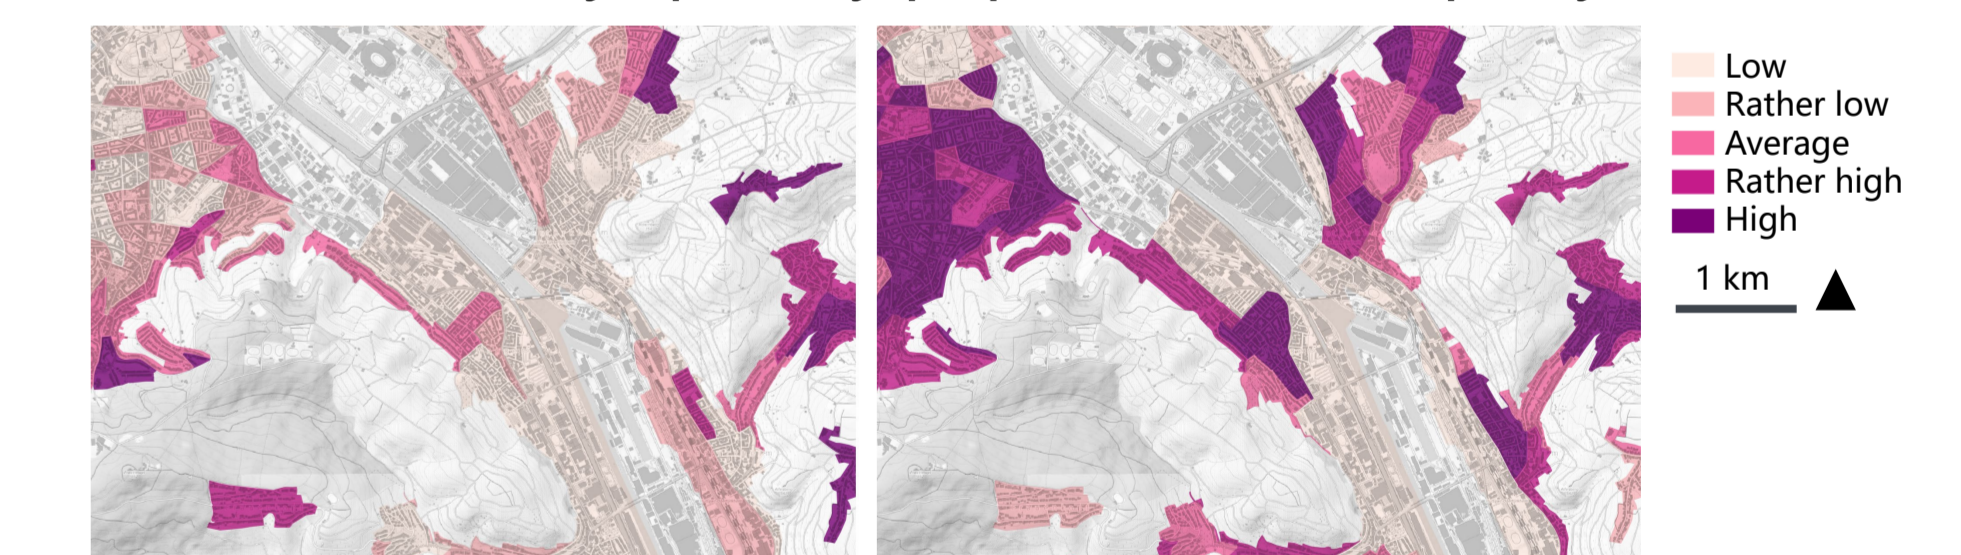 Low
Rather low
Average
Rather high
High
1 km